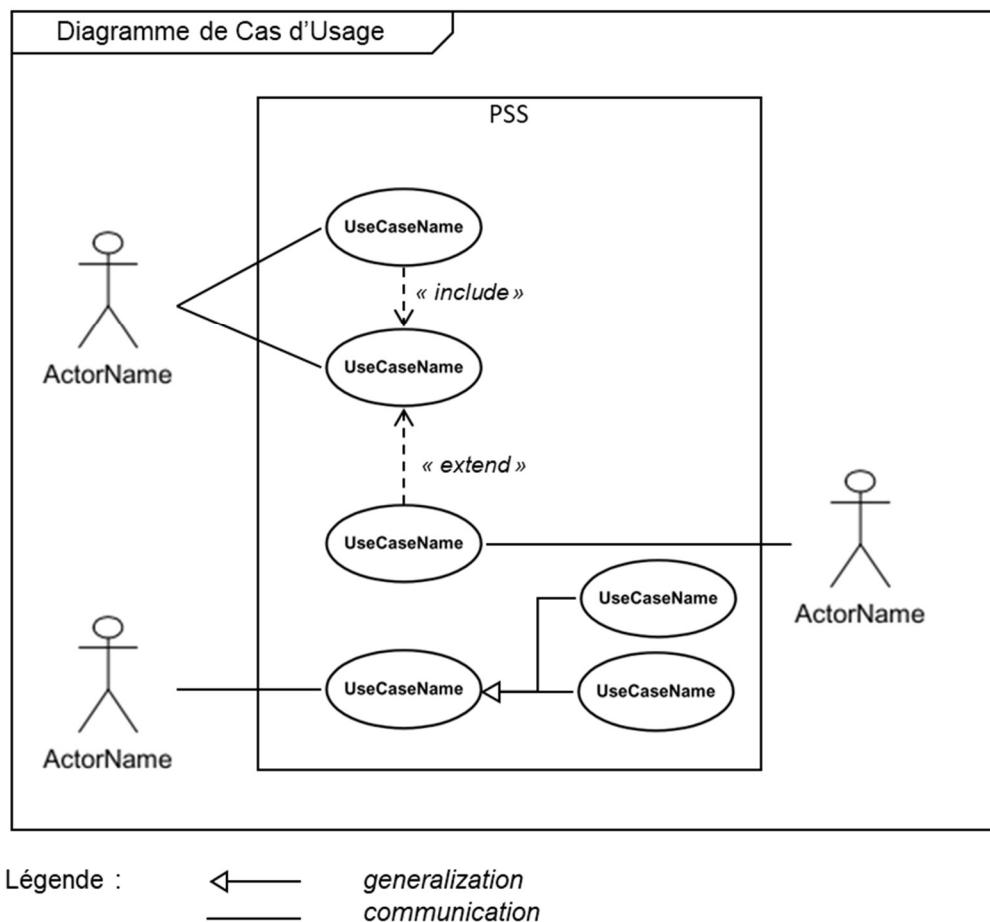 Diagramme de Cas d'Usage
PSS
UseCaseName
« include »
ActorName
UseCaseName
« extend »
UseCaseName
ActorName
UseCaseName
UseCaseName
UseCaseName
ActorName
Légende :
generalization
communication